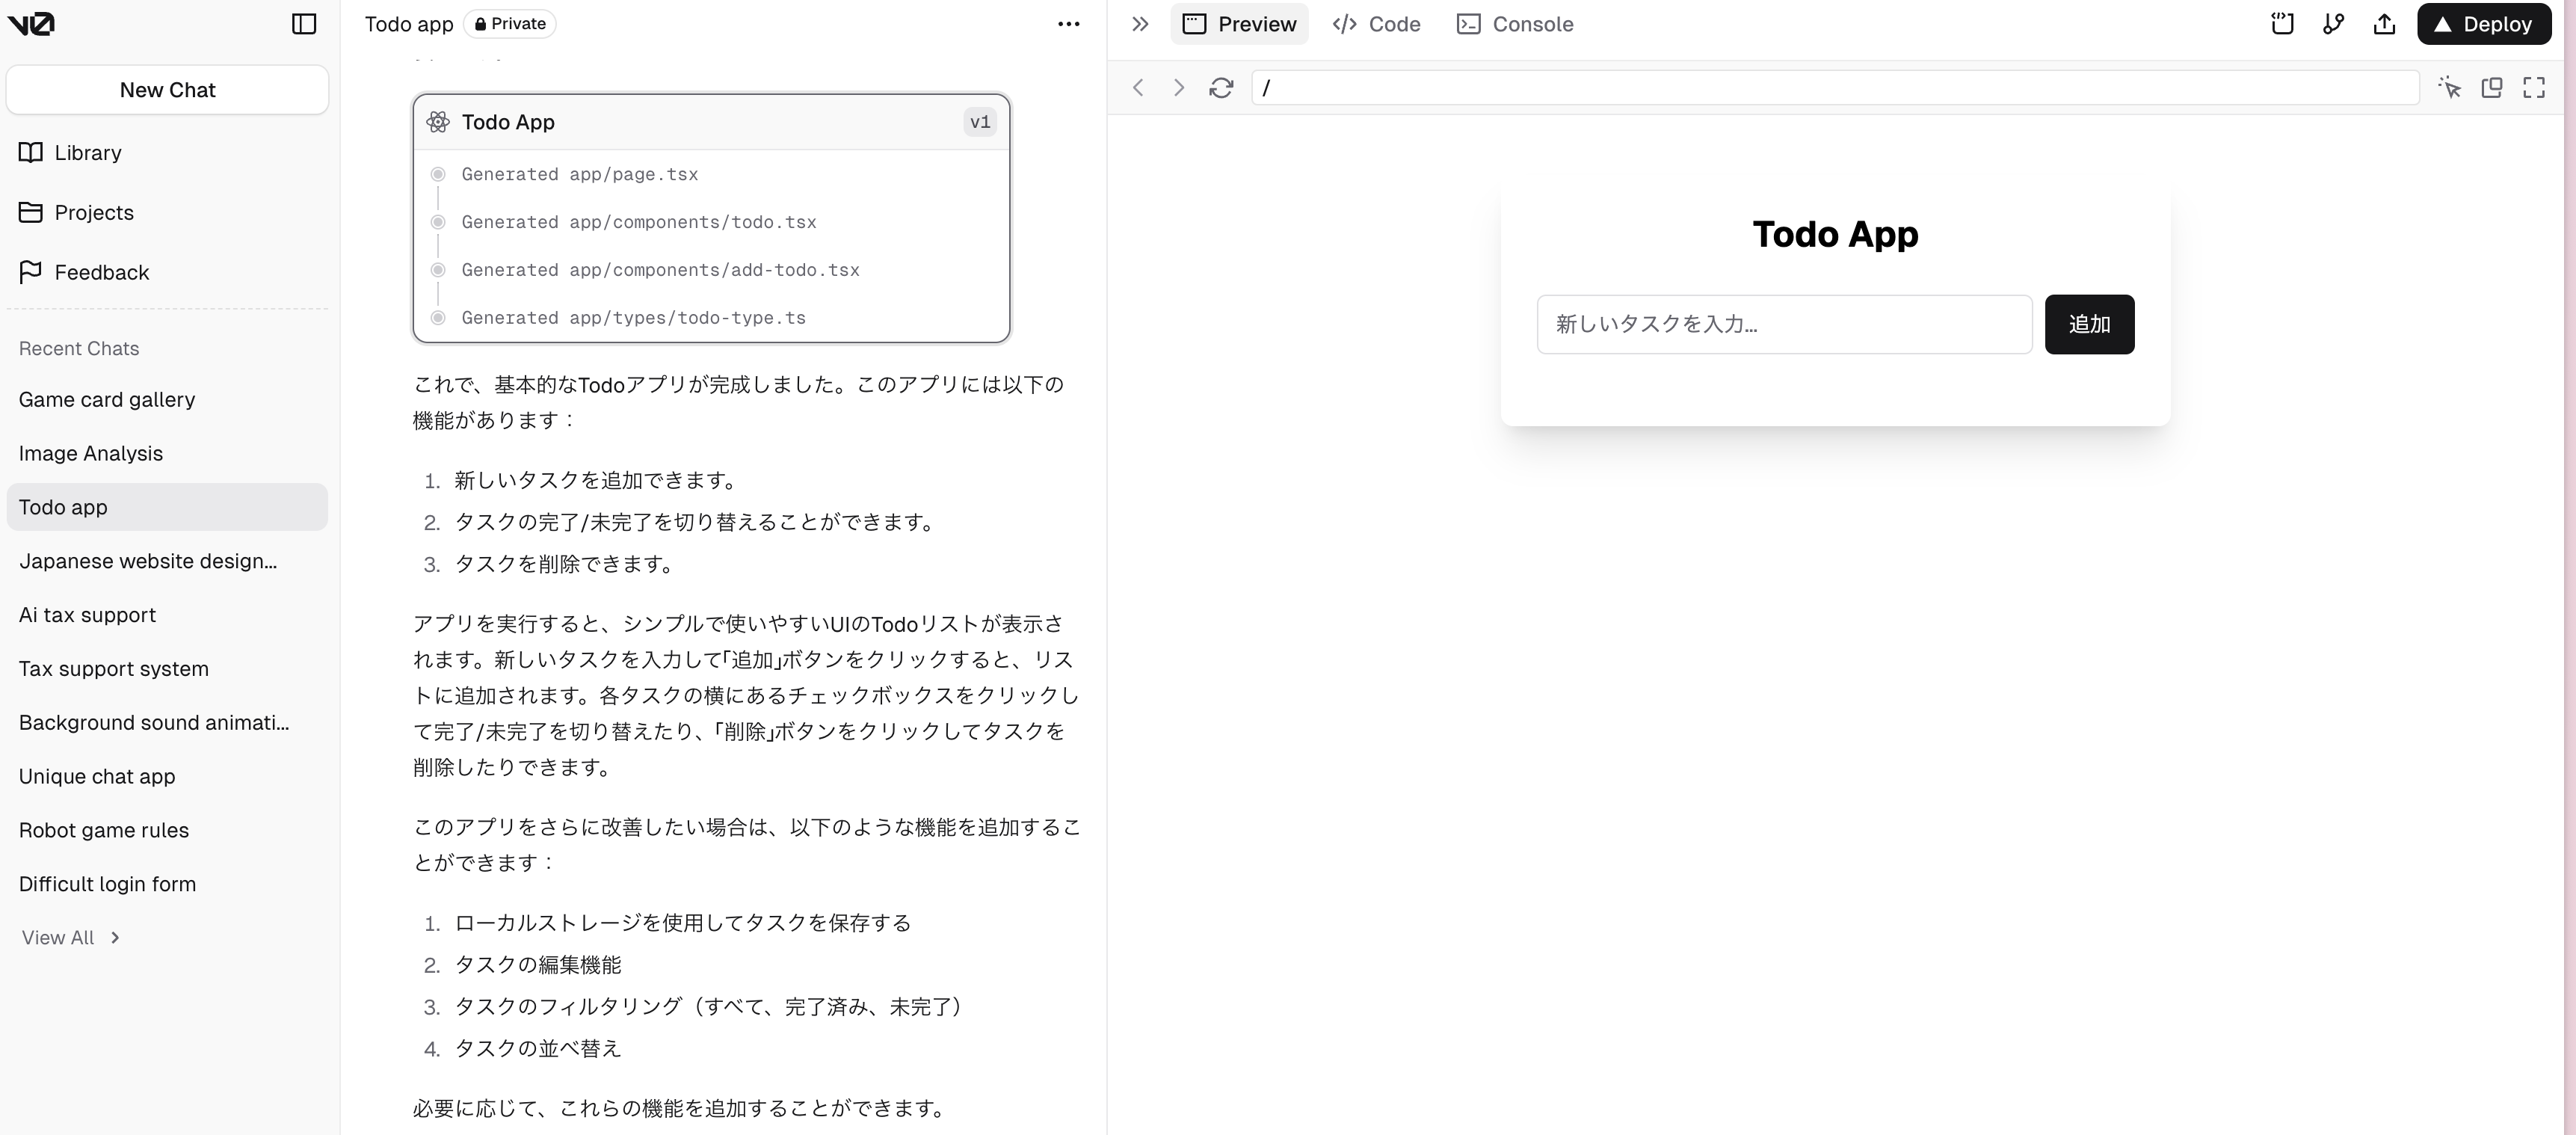 v0
New Chat
Library
Projects
Feedback
Recent Chats
Game card gallery
Image Analysis
Todo app
Japanese website design...
Ai tax support
Tax support system
Background sound animati...
Unique chat app
Robot game rules
Difficult login form
View All
Todo app
Private
Todo App
v1
Generated app/page.tsx
Generated app/components/todo.tsx
Generated app/components/add-todo.tsx
Generated app/types/todo-type.ts
これで、基本的なTodoアプリが完成しました。このアプリには以下の
機能があります：
1. 新しいタスクを追加できます。
2. タスクの完了/未完了を切り替えることができます。
3. タスクを削除できます。
アプリを実行すると、シンプルで使いやすいUIのTodoリストが表示さ
れます。新しいタスクを入力して「追加」ボタンをクリックすると、リス
トに追加されます。各タスクの横にあるチェックボックスをクリックし
て完了/未完了を切り替えたり、「削除」ボタンをクリックしてタスクを
削除したりできます。
このアプリをさらに改善したい場合は、以下のような機能を追加するこ
とができます：
1. ローカルストレージを使用してタスクを保存する
2. タスクの編集機能
3. タスクのフィルタリング（すべて、完了済み、未完了）
4. タスクの並べ替え
必要に応じて、これらの機能を追加することができます。
Preview
Code
Console
Deploy
/
Todo App
新しいタスクを入力...
追加